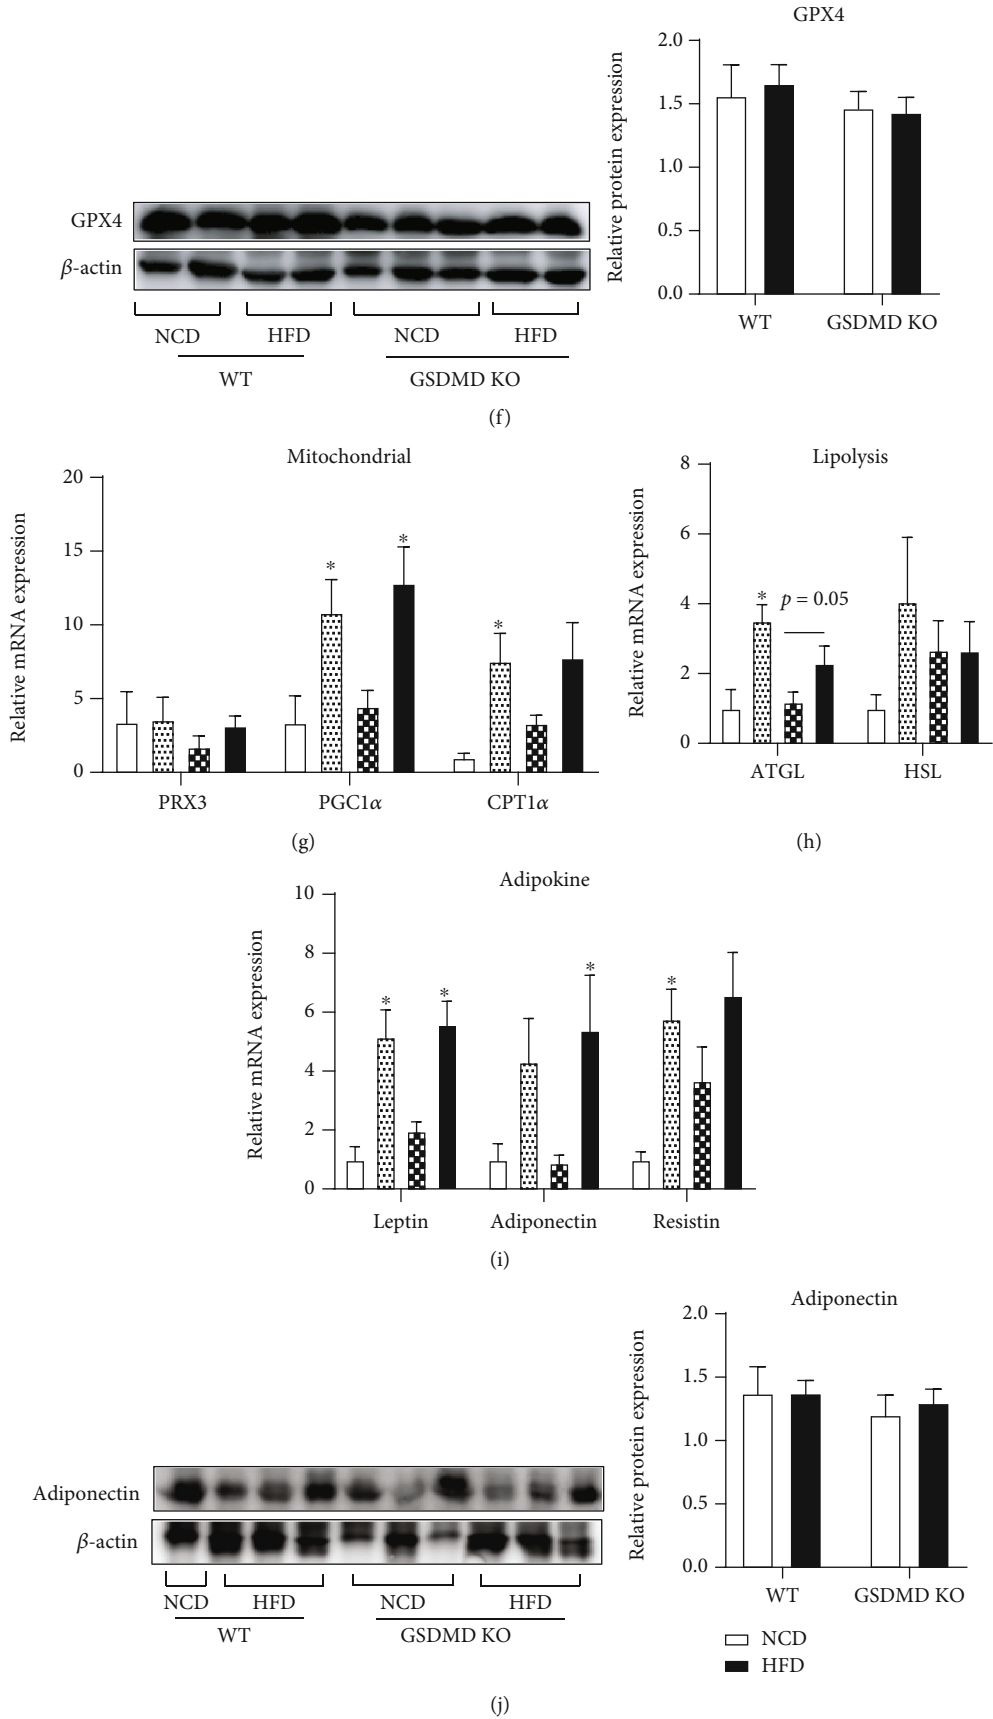 GPX4
2.0
1.5
1.0
0.5
0.0
Relative protein expression
WT
GSDMD KO
GPX4
β-actin
NCD
HFD
NCD
HFD
WT
GSDMD KO
(f)
Mitochondrial
20
15
10
5
0
Relative mRNA expression
*
*
*
PRX3
PGC1α
CPT1α
(g)
Lipolysis
8
6
4
2
0
Relative mRNA expression
*
p = 0.05
ATGL
HSL
(h)
Adipokine
10
8
6
4
2
0
Relative mRNA expression
*
*
*
*
Leptin
Adiponectin
Resistin
(i)
Adiponectin
β-actin
NCD
HFD
NCD
HFD
WT
GSDMD KO
Adiponectin
2.0
1.5
1.0
0.5
0.0
Relative protein expression
WT
GSDMD KO
NCD
HFD
(j)